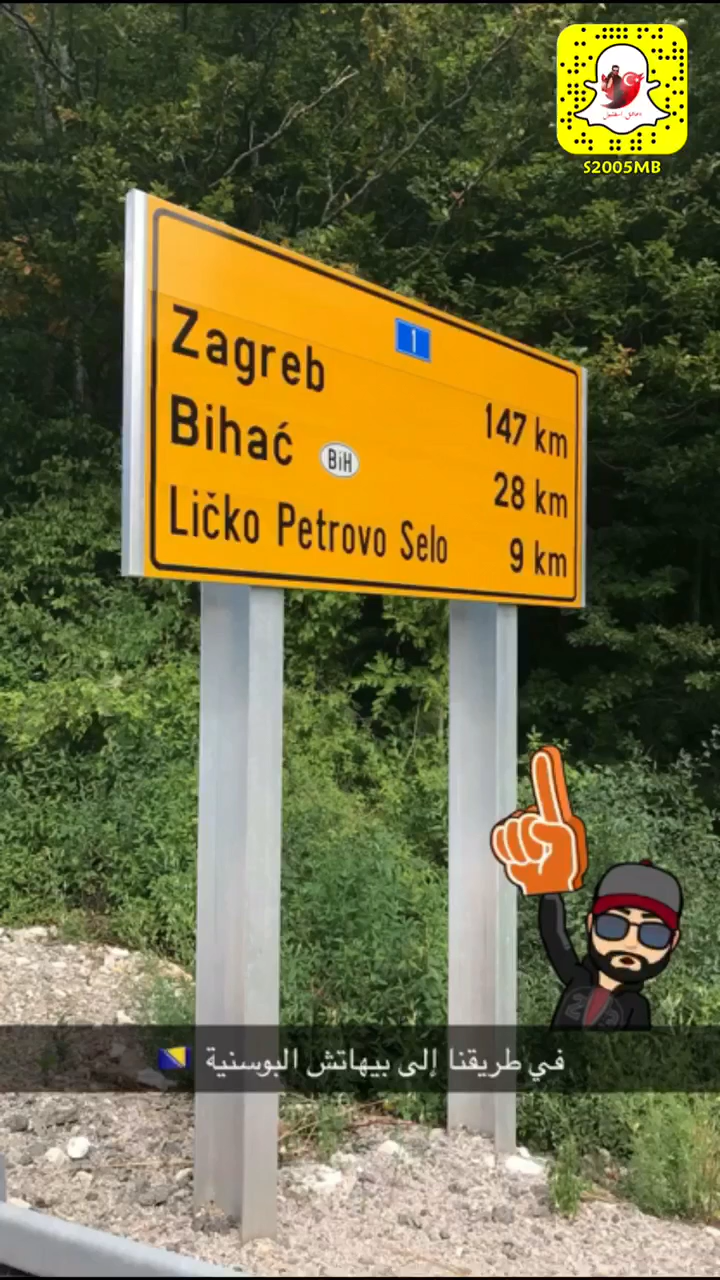 S2005MB
1
Zagreb 147 km
Bihać BiH 28 km
Ličko Petrovo Selo 9 km
في طريقنا إلى بيهاتش البوسنية 🇧🇦